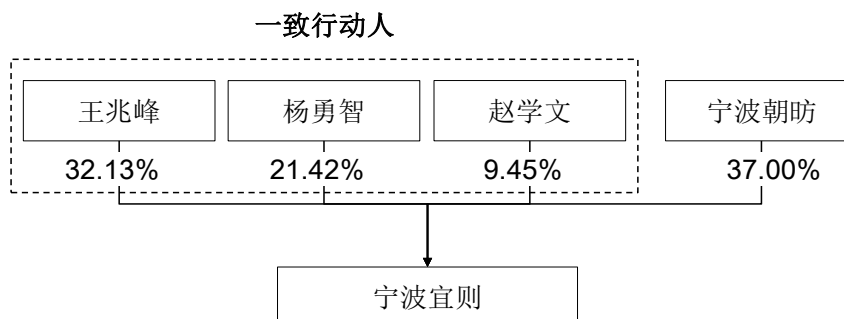 一致行动人
王兆峰 杨勇智 赵学文 宁波朝昉
32.13% 21.42% 9.45% 37.00%
宁波宜则